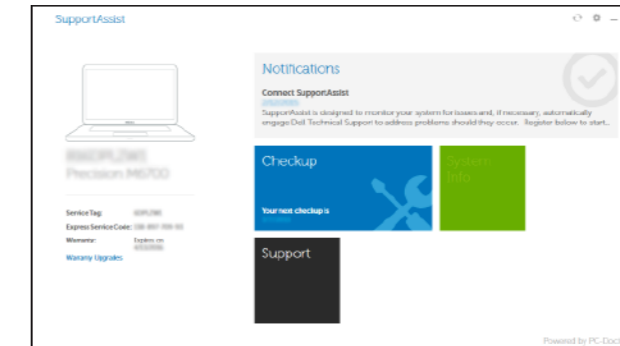 SupportAssist
Notifications
Connect SupportAssist
SupportAssist is designed to monitor your system for issues and, if necessary, automatically
engage Dell Technical Support to address problems should they occur. Register below to start...
Precision M6700
Checkup
System
Info
Service Tag:
Your next checkup is
Express Service Code:
Warranty: Expires on
Warranty Upgrades
Support
Powered by PC-Doct